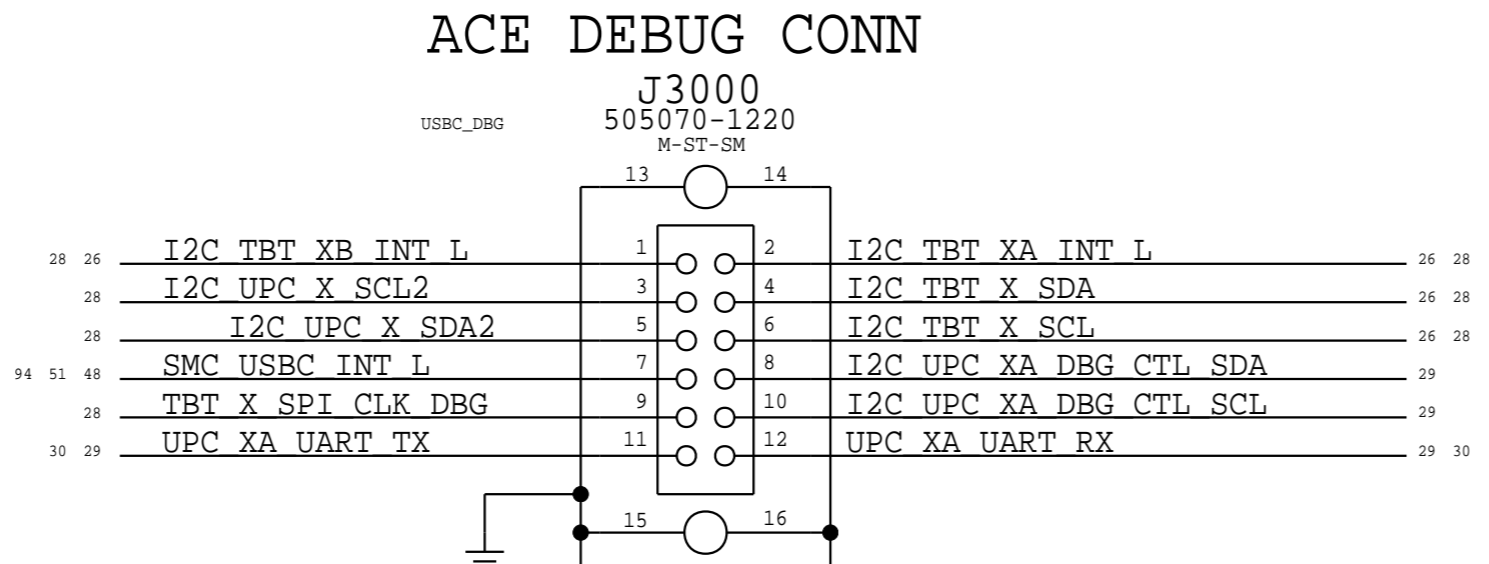 ACE DEBUG CONN
J3000
USBC_DBG 505070-1220
M-ST-SM
13 14
28 26 I2C_TBT_XB_INT_L 1 2 I2C_TBT_XA_INT_L 26 28
28 I2C_UPC_X_SCL2 3 4 I2C_TBT_X_SDA 26 28
28 I2C_UPC_X_SDA2 5 6 I2C_TBT_X_SCL 26 28
94 51 48 SMC_USBC_INT_L 7 8 I2C_UPC_XA_DBG_CTL_SDA 29
28 TBT_X_SPI_CLK_DBG 9 10 I2C_UPC_XA_DBG_CTL_SCL 29
30 29 UPC_XA_UART_TX 11 12 UPC_XA_UART_RX 29 30
15 16